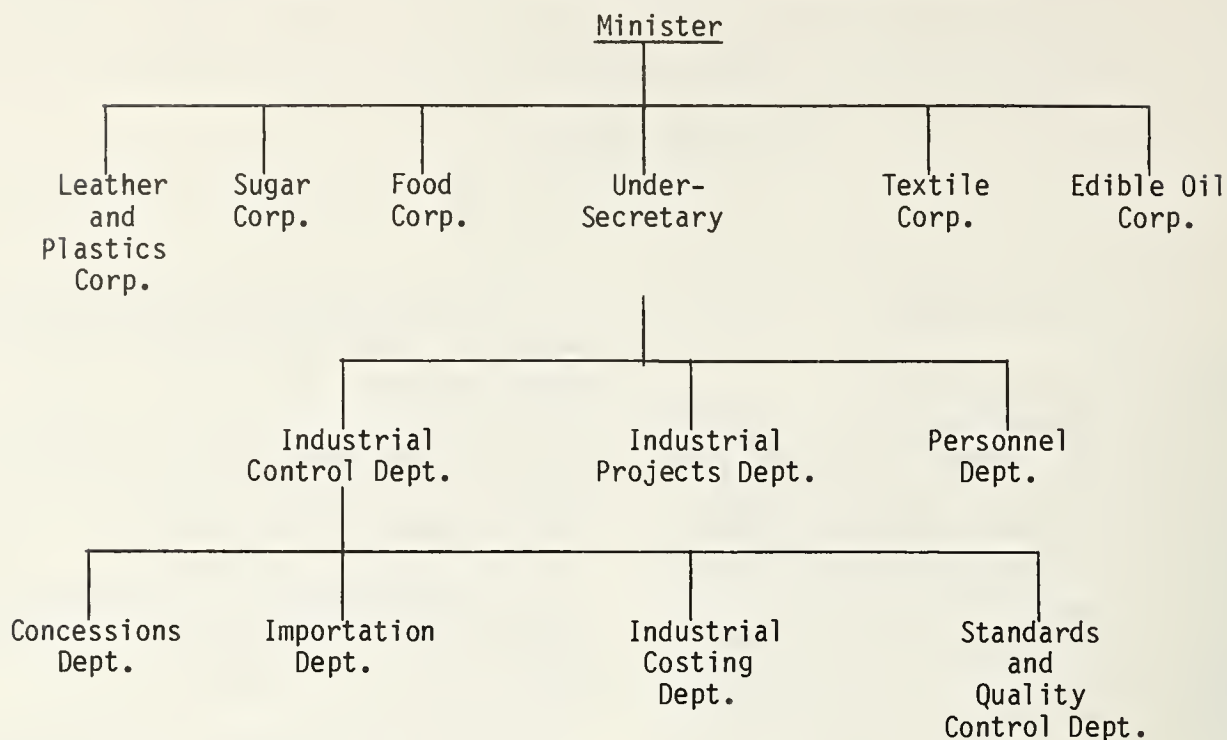 Minister
Leather
and
Plastics
Corp.
Sugar
Corp.
Food
Corp.
Under-
Secretary
Textile
Corp.
Edible Oil
Corp.
Industrial
Control Dept.
Industrial
Projects Dept.
Personnel
Dept.
Concessions
Dept.
Importation
Dept.
Industrial
Costing
Dept.
Standards
and
Quality
Control Dept.